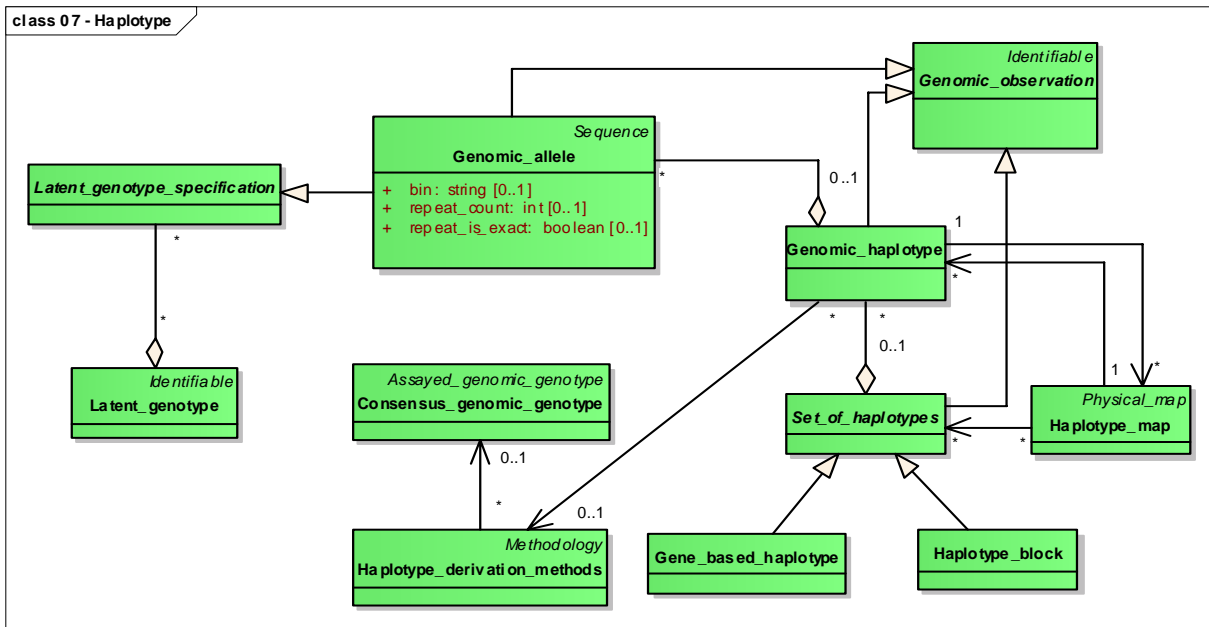 class 07 - Haplotype
Identifiable
Genomic_observation
Sequence
Genomic_allele
+ bin: string [0..1]
+ repeat_count: int [0..1]
+ repeat_is_exact: boolean [0..1]
*
0..1
Latent_genotype_specification
*
*
Identifiable
Latent_genotype
Genomic_haplotype
1
*
*
*
0..1
1
*
Assayed_genomic_genotype
Consensus_genomic_genotype
0..1
*
Set_of_haplotypes
*
*
Physical_map
Haplotype_map
0..1
Methodology
Haplotype_derivation_methods
Gene_based_haplotype
Haplotype_block